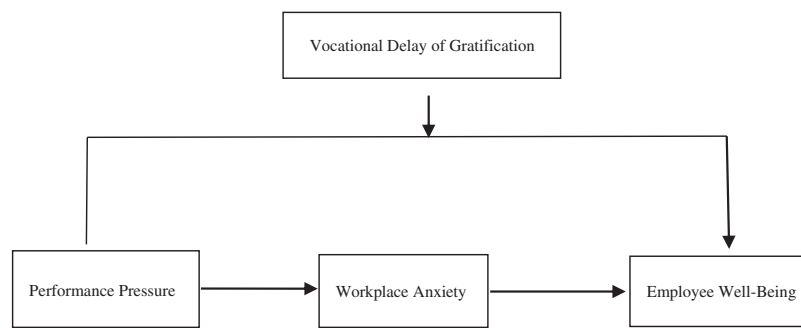 Vocational Delay of Gratification
Performance Pressure
Workplace Anxiety
Employee Well-Being